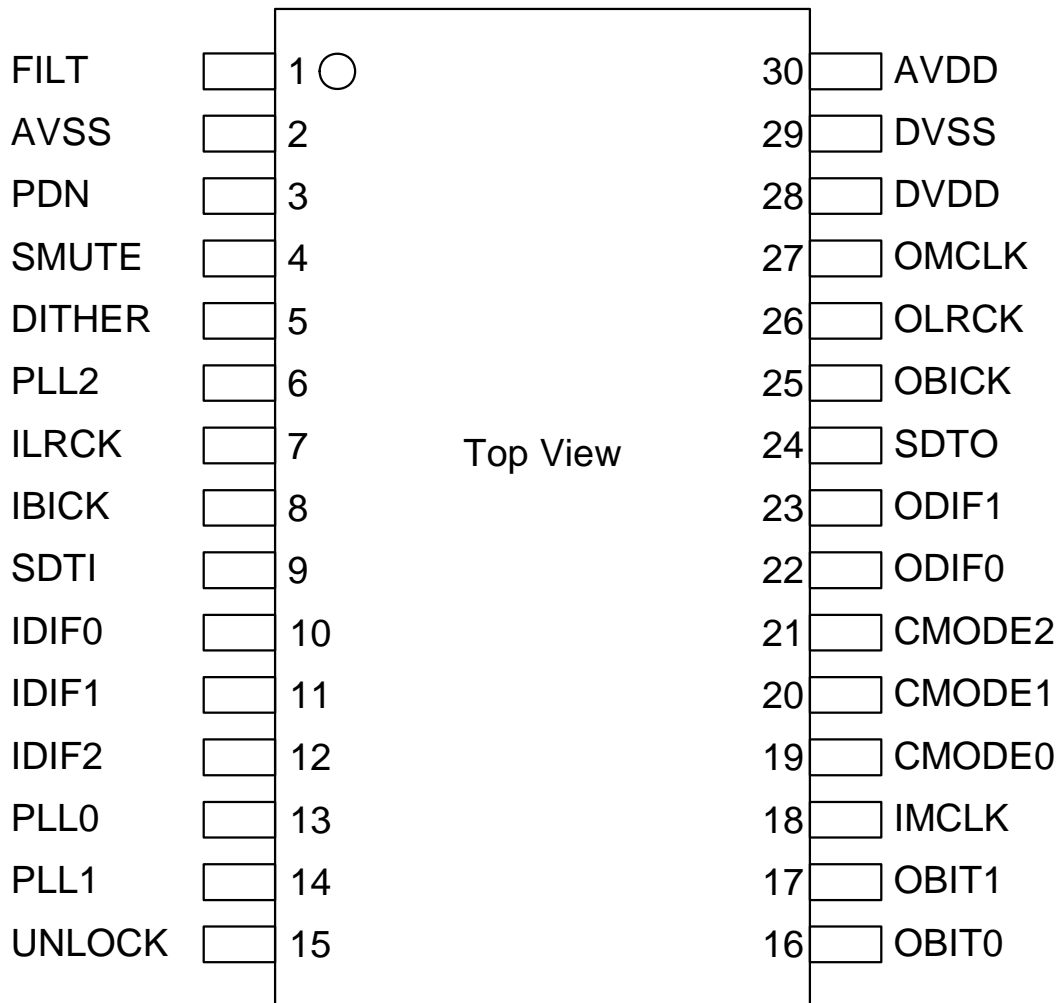 FILT 1 30 AVDD
AVSS 2 29 DVSS
PDN 3 28 DVDD
SMUTE 4 27 OMCLK
DITHER 5 26 OLRCK
PLL2 6 25 OBICK
ILRCK 7 Top View 24 SDTO
IBICK 8 23 ODIF1
SDTI 9 22 ODIF0
IDIF0 10 21 CMODE2
IDIF1 11 20 CMODE1
IDIF2 12 19 CMODE0
PLL0 13 18 IMCLK
PLL1 14 17 OBIT1
UNLOCK 15 16 OBIT0